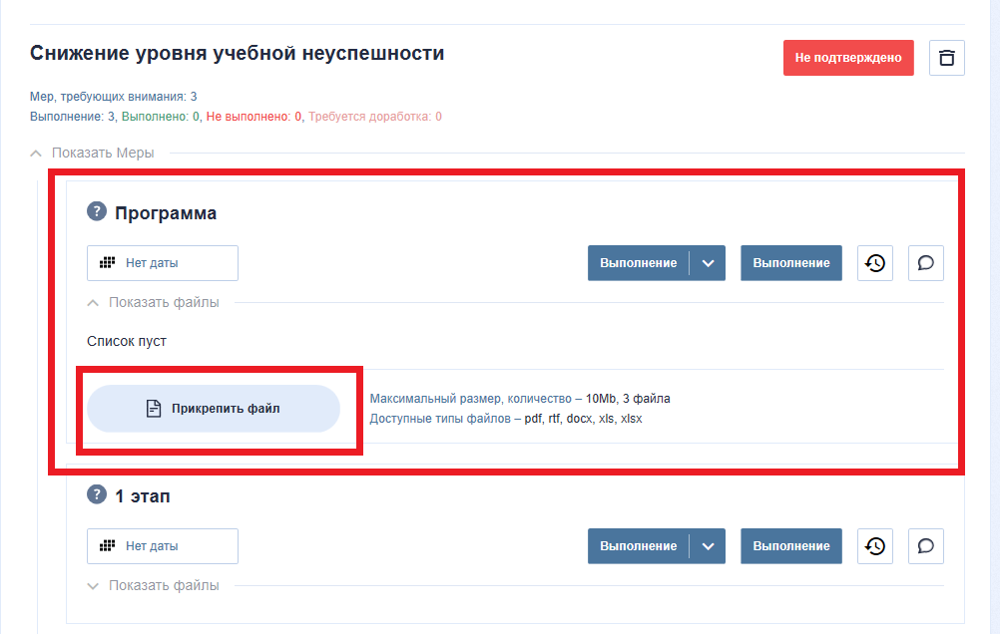 Снижение уровня учебной неуспешности
Не подтверждено
Мер, требующих внимания: 3
Выполнение: 3, Выполнено: 0, Не выполнено: 0, Требуется доработка: 0
Показать Меры
? Программа
Нет даты
Выполнение
Выполнение
Показать файлы
Список пуст
Прикрепить файл
Максимальный размер, количество – 10Mb, 3 файла
Доступные типы файлов – pdf, rtf, docx, xls, xlsx
? 1 этап
Нет даты
Выполнение
Выполнение
Показать файлы